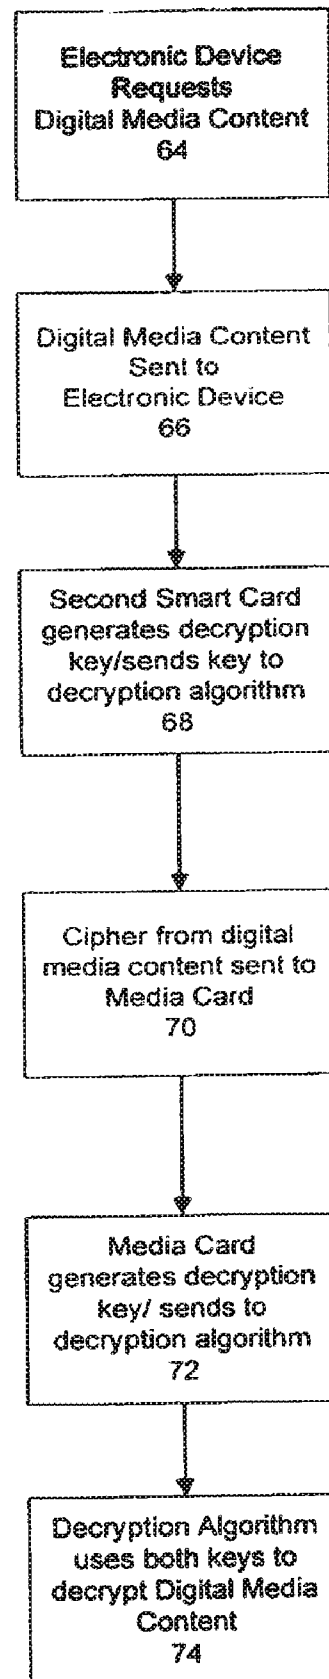 Electronic Device
Requests
Digital Media Content
64
Digital Media Content
Sent to
Electronic Device
66
Second Smart Card
generates decryption
key/sends key to
decryption algorithm
68
Cipher from digital
media content sent to
Media Card
70
Media Card
generates decryption
key/ sends to
decryption algorithm
72
Decryption Algorithm
uses both keys to
decrypt Digital Media
Content
74